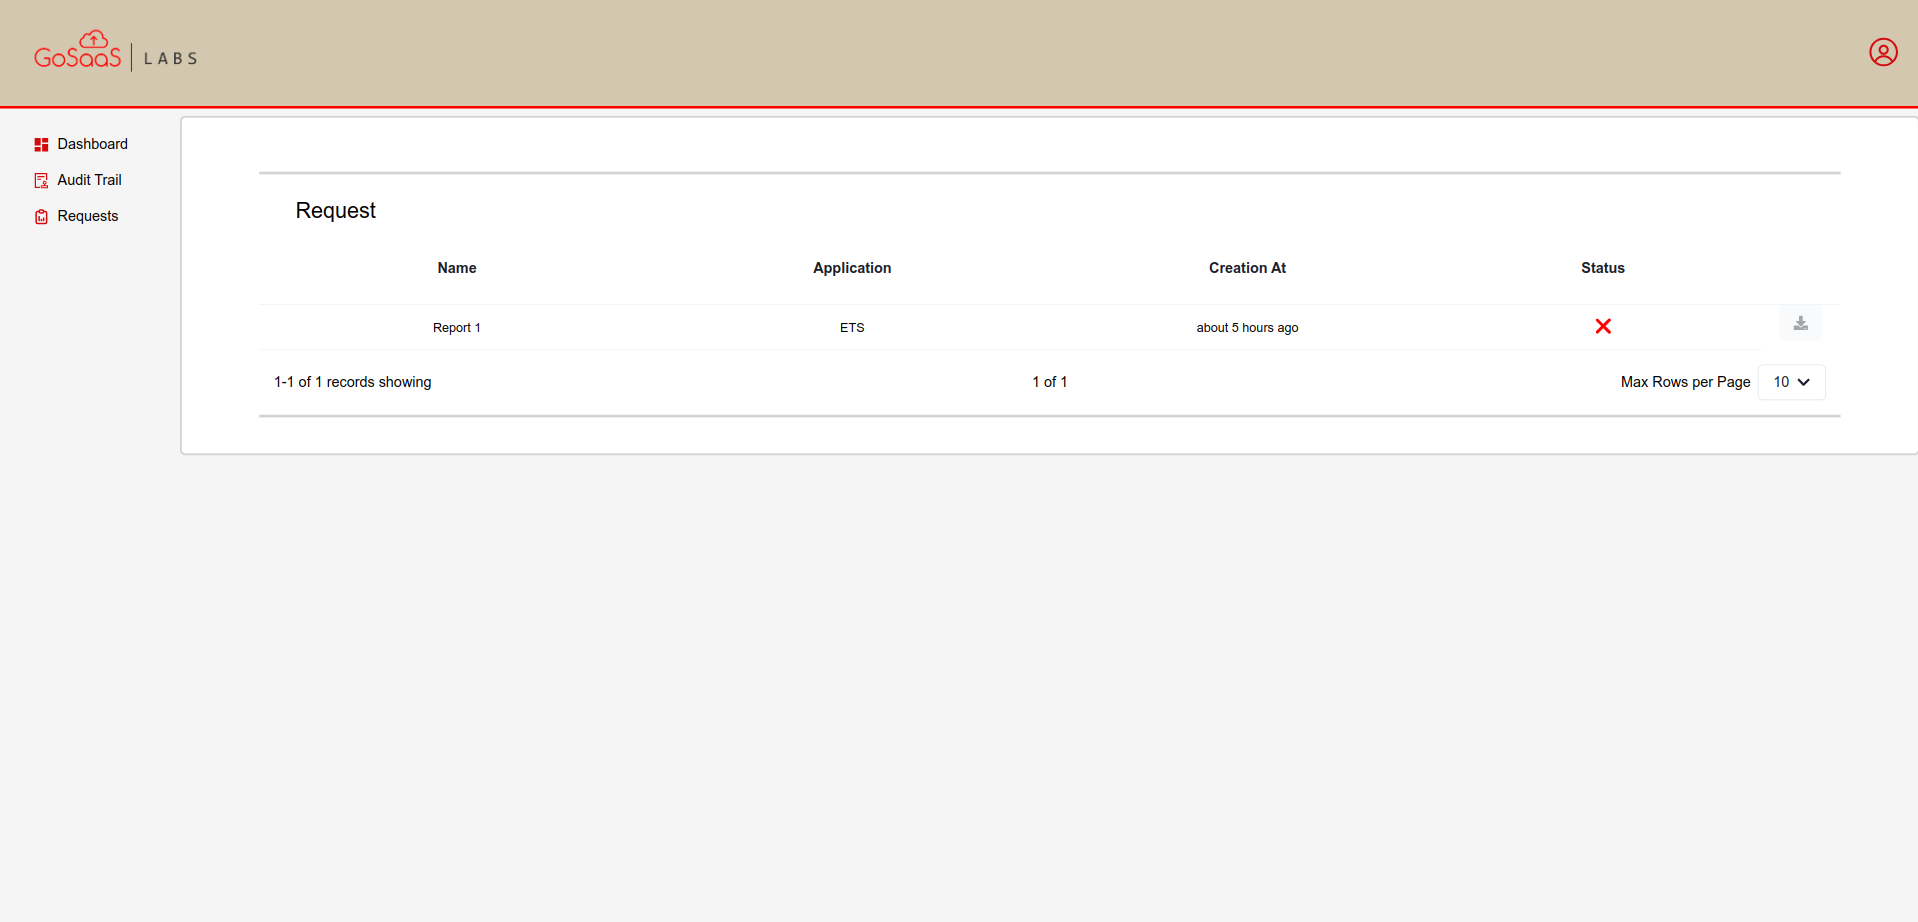 GoSaaS | LABS
Dashboard
Audit Trail
Requests
Request
Name Application Creation At Status
Report 1 ETS about 5 hours ago
1-1 of 1 records showing 1 of 1 Max Rows per Page 10